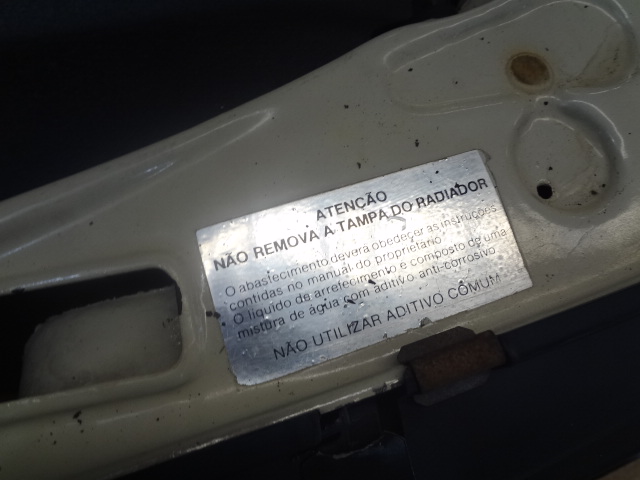 ATENÇÃO
NÃO REMOVA A TAMPA DO RADIADOR
O abastecimento deverá obedecer as instruções
contidas no manual do proprietário
O líquido de arrefecimento e composto de uma
mistura de água com aditivo anti-corrosivo
NÃO UTILIZAR ADITIVO COMUM